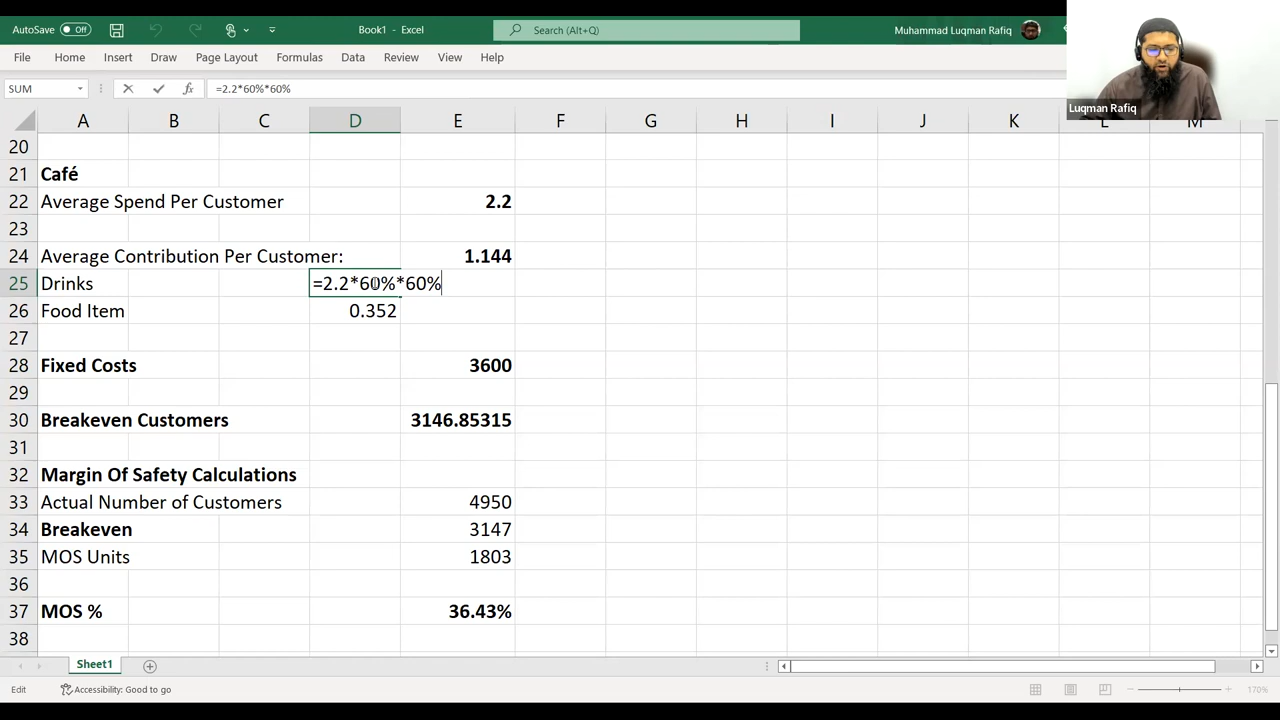 AutoSave Off Book1 - Excel Search (Alt+Q) Muhammad Luqman Rafiq
File Home Insert Draw Page Layout Formulas Data Review View Help
Luqman Rafiq
SUM =2.2*60%*60%
A B C D E F G H I J K L M
20
21 Café
22 Average Spend Per Customer 2.2
23
24 Average Contribution Per Customer: 1.144
25 Drinks =2.2*60%*60%
26 Food Item 0.352
27
28 Fixed Costs 3600
29
30 Breakeven Customers 3146.85315
31
32 Margin Of Safety Calculations
33 Actual Number of Customers 4950
34 Breakeven 3147
35 MOS Units 1803
36
37 MOS % 36.43%
38
Sheet1
Edit Accessibility: Good to go 170%